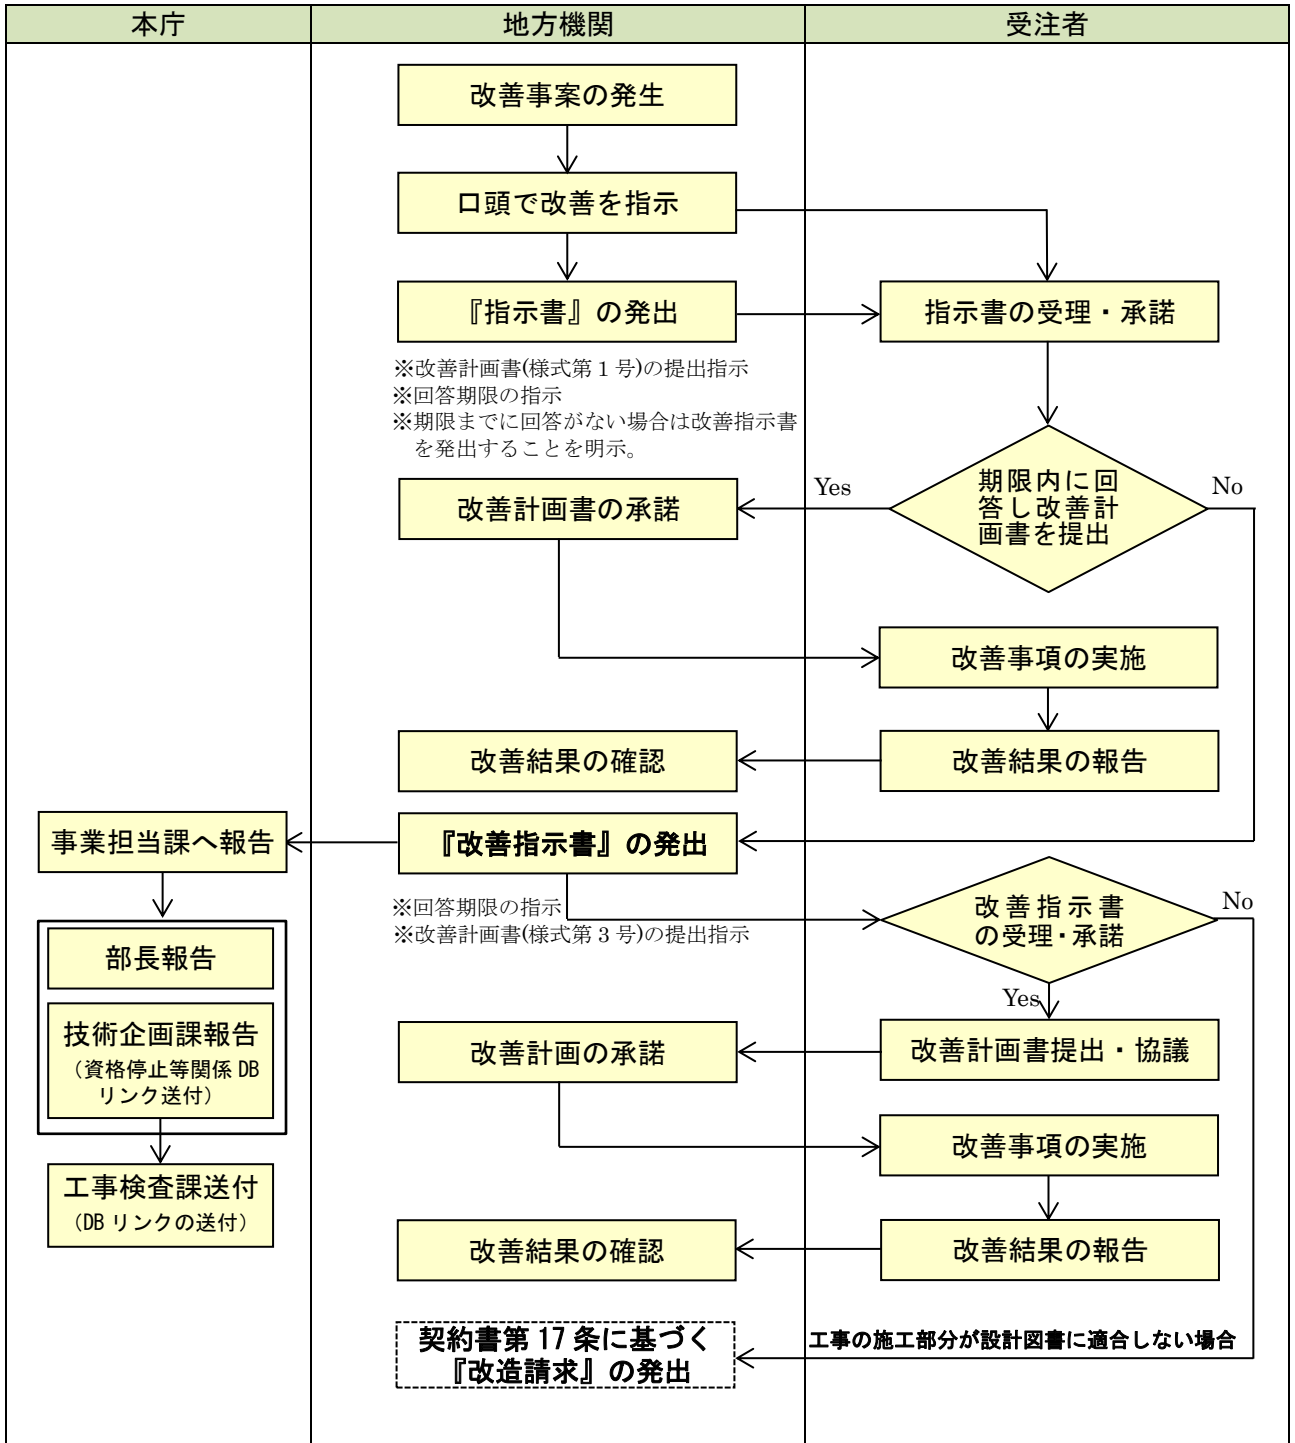 本庁
地方機関
受注者
改善事案の発生
口頭で改善を指示
『指示書』の発出
指示書の受理・承諾
※改善計画書(様式第1号)の提出指示
※回答期限の指示
※期限までに回答がない場合は改善指示書
を発出することを明示。
期限内に回
答し改善計
画書を提出
Yes
No
改善計画書の承諾
改善事項の実施
改善結果の確認
改善結果の報告
事業担当課へ報告
『改善指示書』の発出
※回答期限の指示
※改善計画書(様式第3号)の提出指示
改善指示書
の受理・承諾
No
Yes
部長報告
技術企画課報告
（資格停止等関係DB
リンク送付）
改善計画の承諾
改善計画書提出・協議
改善事項の実施
工事検査課送付
（DBリンクの送付）
改善結果の確認
改善結果の報告
契約書第17条に基づく
『改造請求』の発出
工事の施工部分が設計図書に適合しない場合